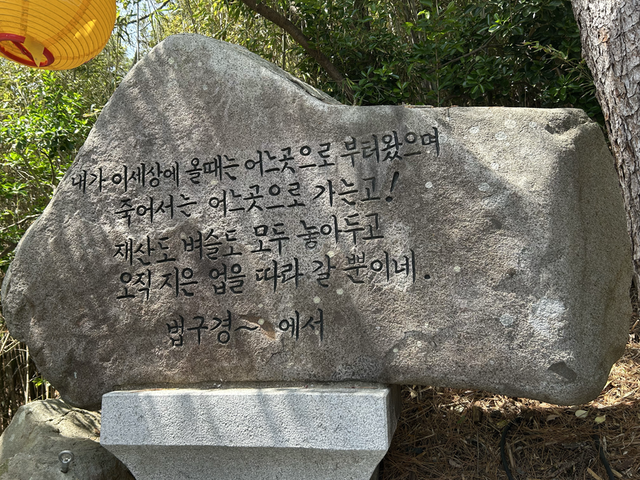 내가 이세상에 올때는 어느곳으로 부터왔으며
죽어서는 어느곳으로 가는고!
재산도 벼슬도 모두 놓아두고
오직 지은 업을 따라 갈 뿐이네.
법구경~ 에서